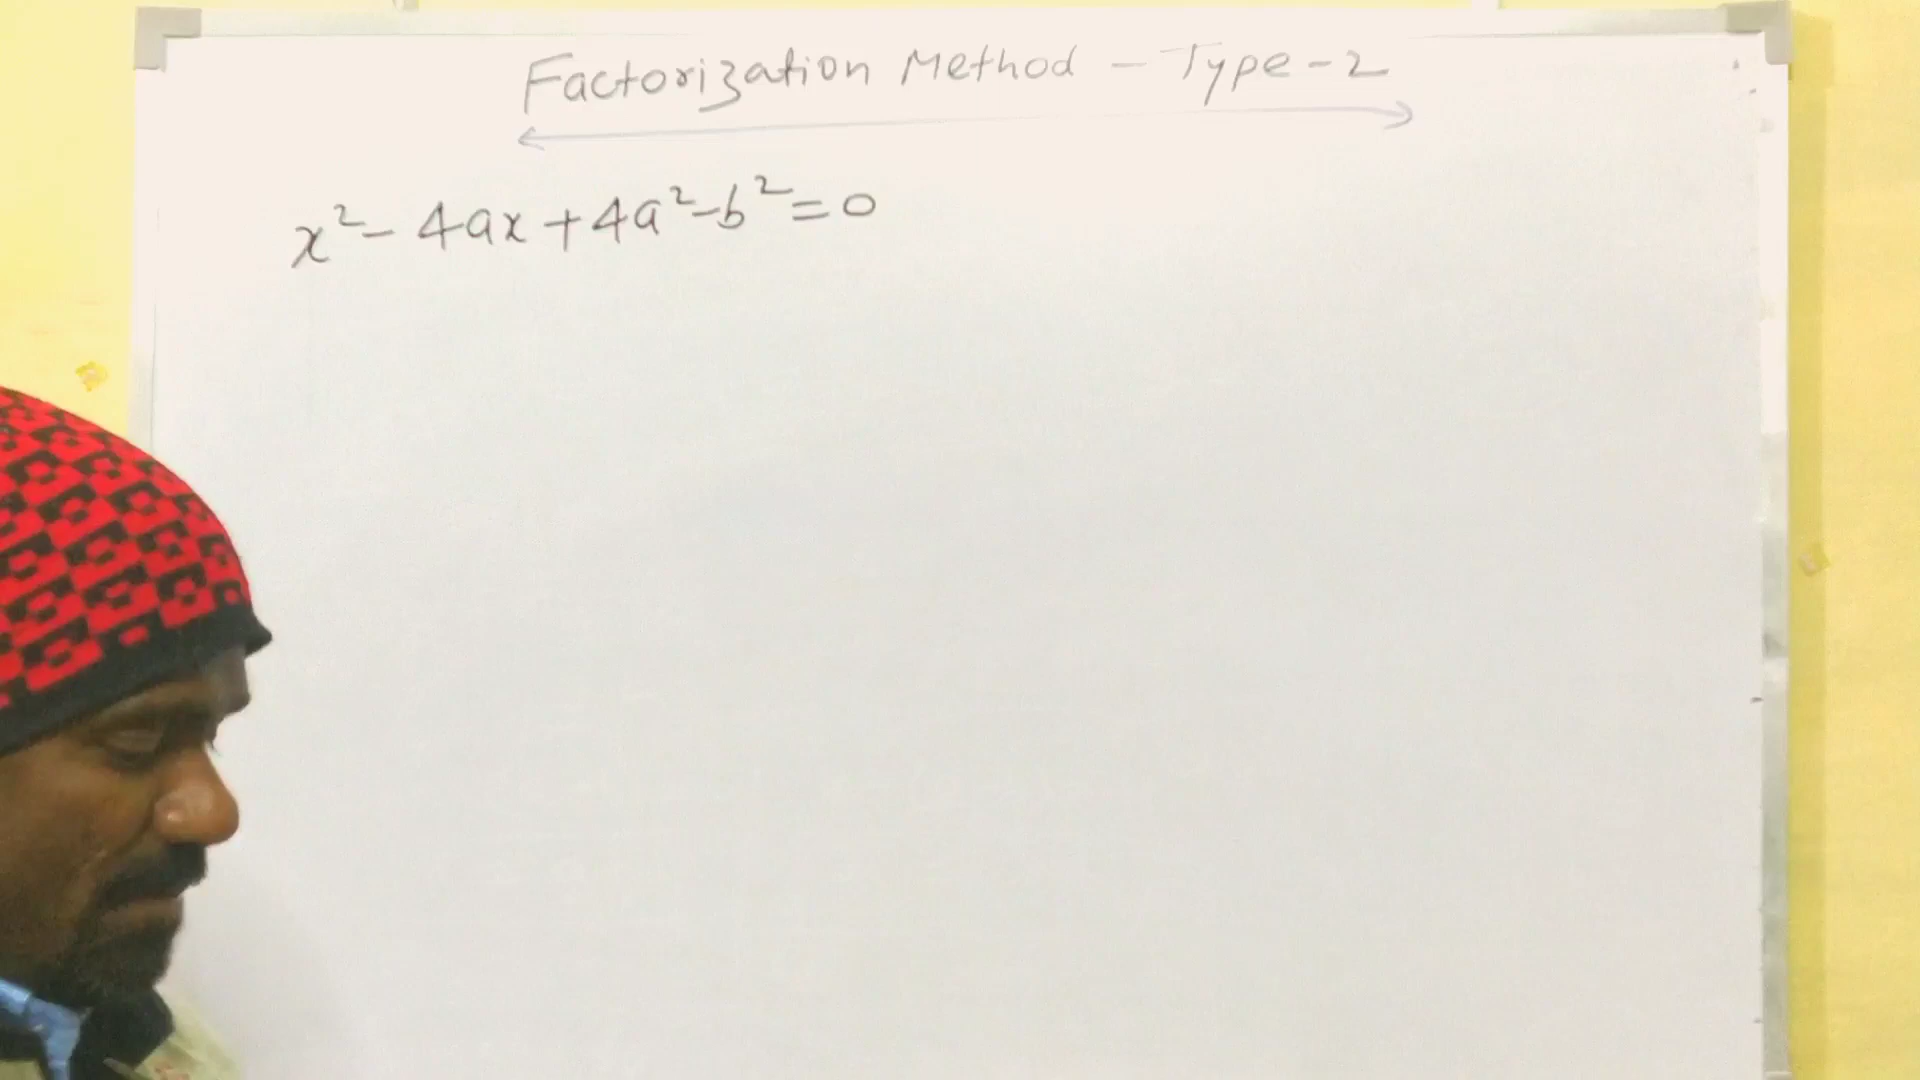 Factorization Method - Type-2
x² - 4ax + 4a² - b² = 0